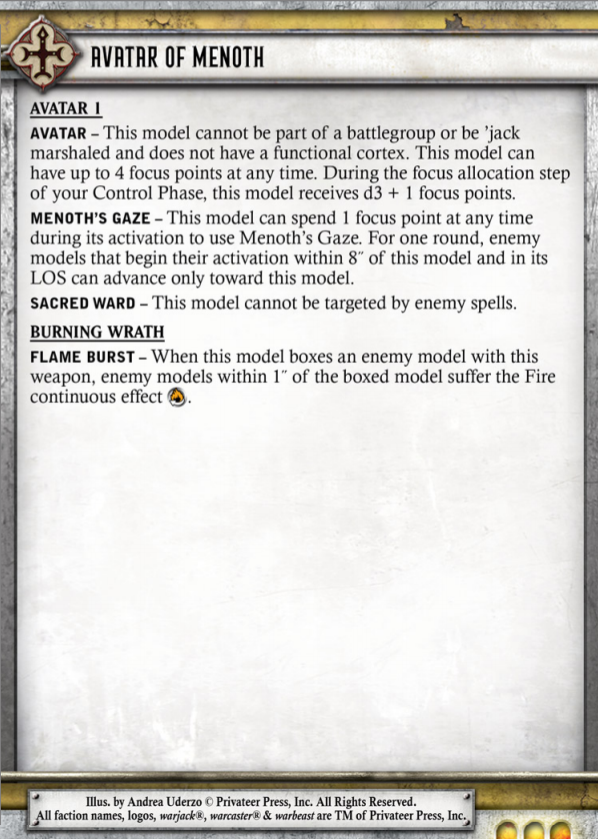 AVATAR OF MENOTH
AVATAR 1
AVATAR – This model cannot be part of a battlegroup or be ’jack
marshaled and does not have a functional cortex. This model can
have up to 4 focus points at any time. During the focus allocation step
of your Control Phase, this model receives d3 + 1 focus points.
MENOTH’S GAZE – This model can spend 1 focus point at any time
during its activation to use Menoth’s Gaze. For one round, enemy
models that begin their activation within 8˝ of this model and in its
LOS can advance only toward this model.
SACRED WARD – This model cannot be targeted by enemy spells.
BURNING WRATH
FLAME BURST – When this model boxes an enemy model with this
weapon, enemy models within 1˝ of the boxed model suffer the Fire
continuous effect .
Illus. by Andrea Uderzo © Privateer Press, Inc. All Rights Reserved.
All faction names, logos, warjack®, warcaster® & warbeast are TM of Privateer Press, Inc.